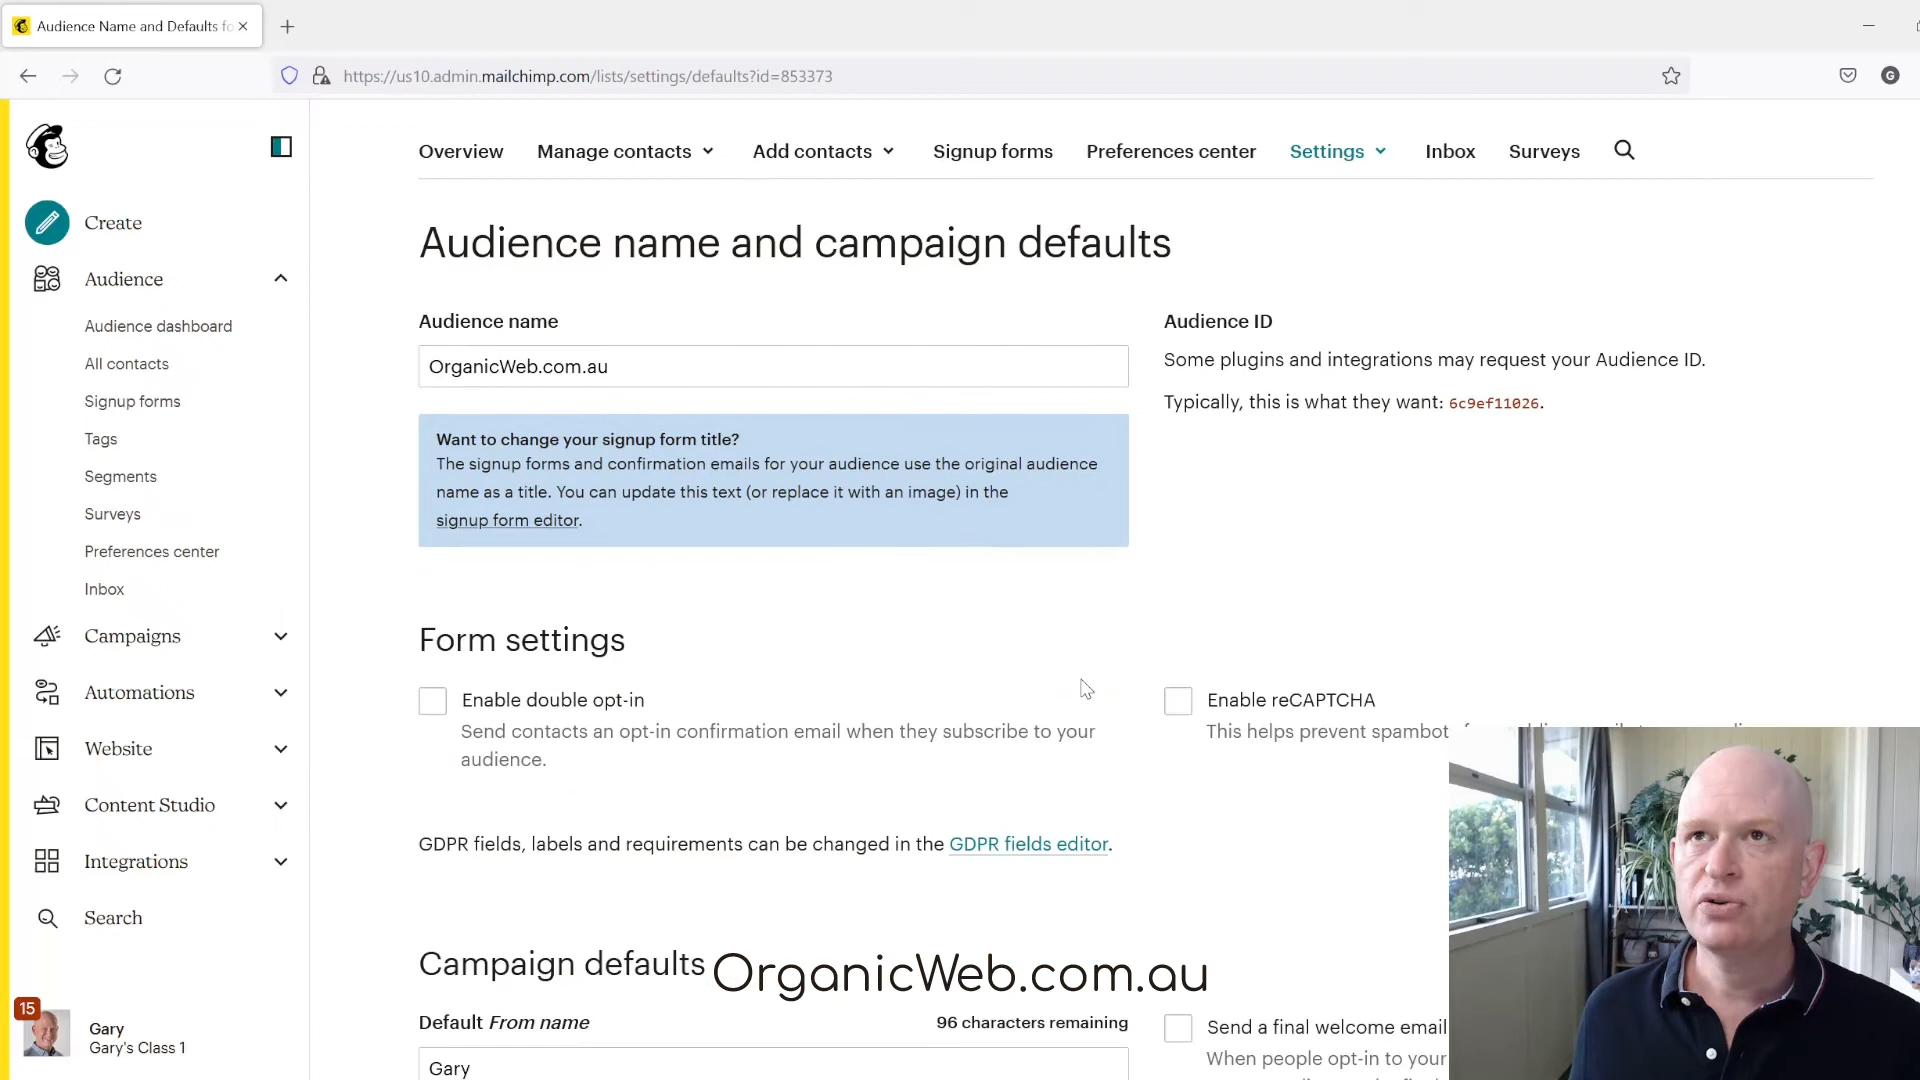 Audience Name and Defaults fo
https://us10.admin.mailchimp.com/lists/settings/defaults?id=853373
G
Overview Manage contacts Add contacts Signup forms Preferences center Settings Inbox Surveys
Create
Audience
Audience dashboard
All contacts
Signup forms
Tags
Segments
Surveys
Preferences center
Inbox
Campaigns
Automations
Website
Content Studio
Integrations
Search
15
Gary
Gary's Class 1
Audience name and campaign defaults
Audience name
OrganicWeb.com.au
Want to change your signup form title?
The signup forms and confirmation emails for your audience use the original audience
name as a title. You can update this text (or replace it with an image) in the
signup form editor.
Audience ID
Some plugins and integrations may request your Audience ID.
Typically, this is what they want: 6c9ef11026.
Form settings
Enable double opt-in
Send contacts an opt-in confirmation email when they subscribe to your
audience.
Enable reCAPTCHA
This helps prevent spambot
GDPR fields, labels and requirements can be changed in the GDPR fields editor.
Campaign defaults
OrganicWeb.com.au
Default From name 96 characters remaining
Gary
Send a final welcome email
When people opt-in to your